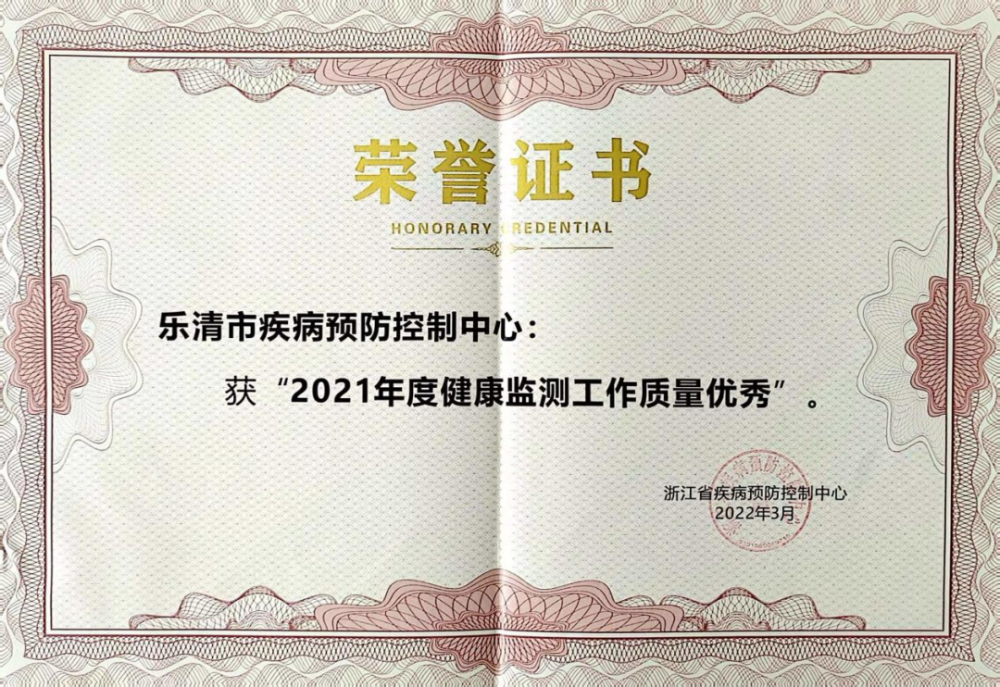 荣誉证书
HONORARY CREDENTIAL
乐清市疾病预防控制中心：
获“2021年度健康监测工作质量优秀”。
浙江省疾病预防控制中心
2022年3月